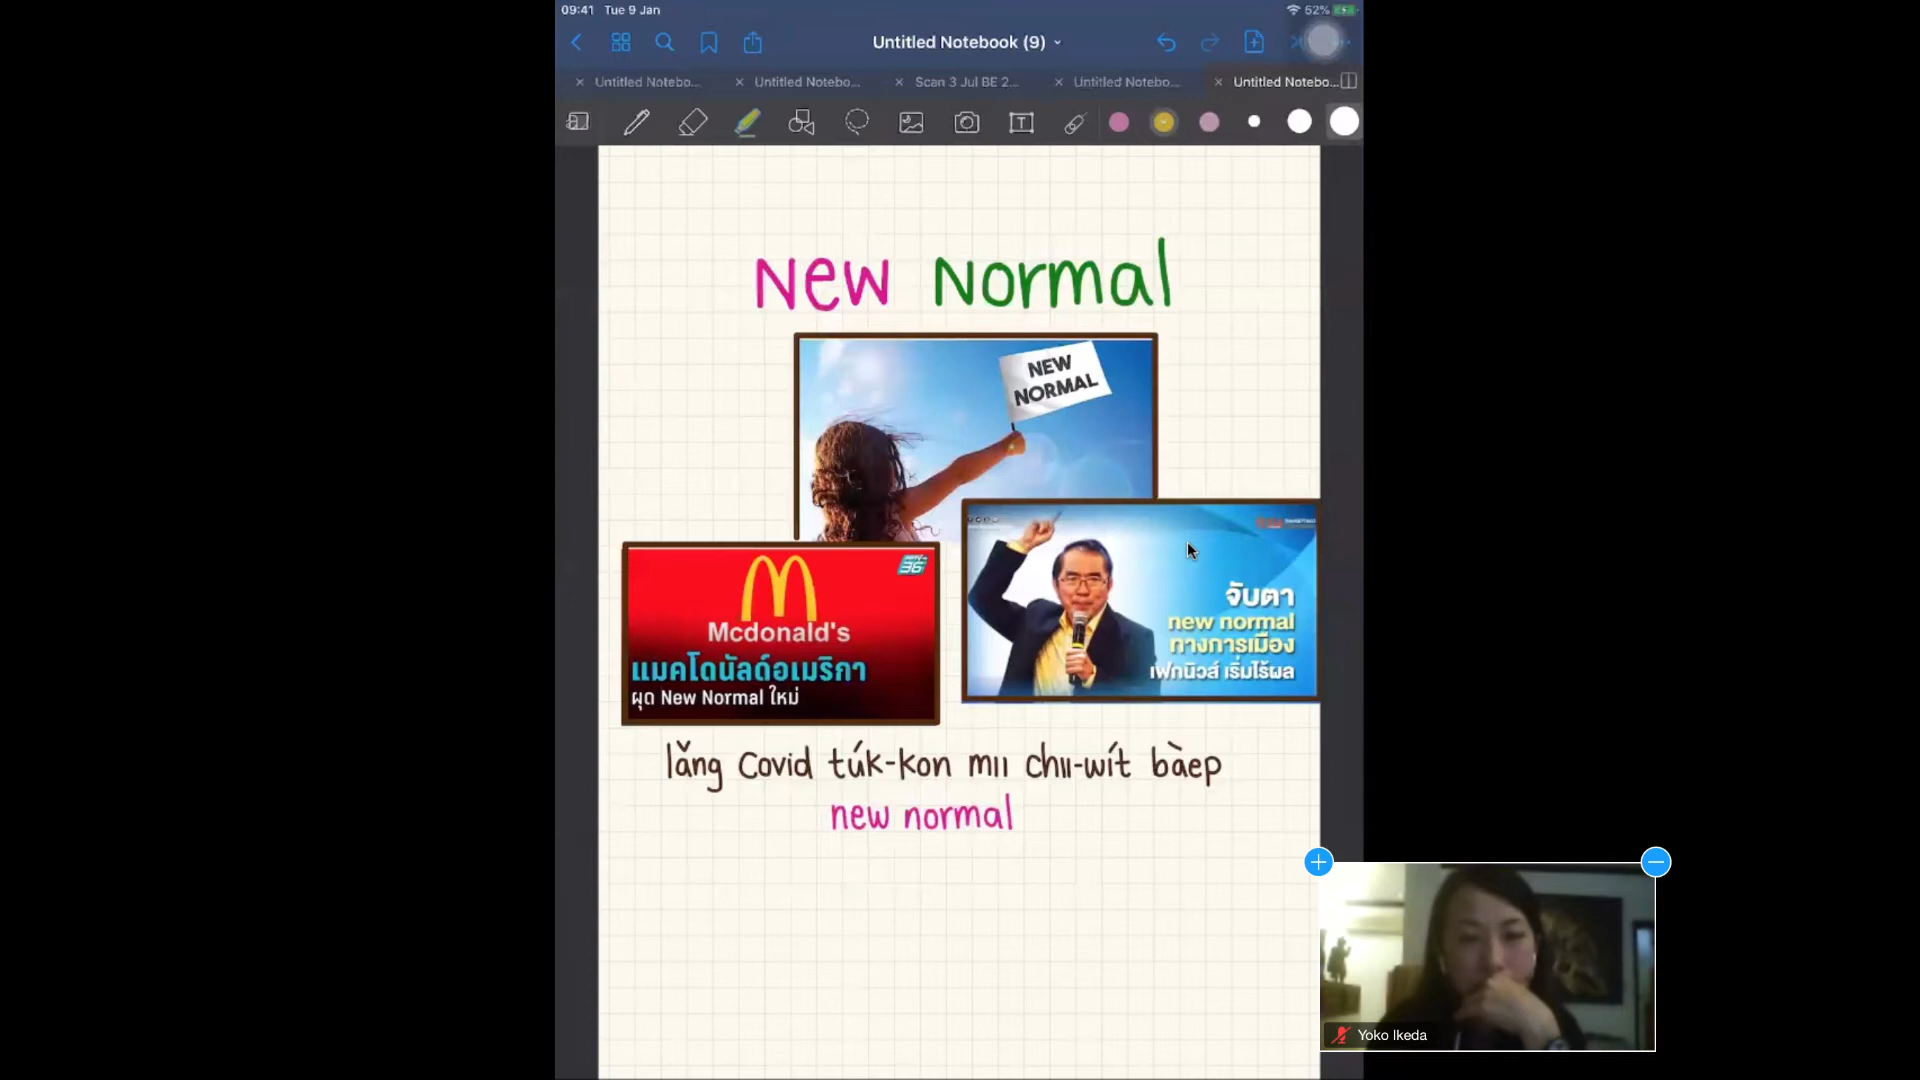 09:41 Tue 9 Jan
52%
Untitled Notebook (9)
Untitled Notebo...
Untitled Notebo...
Scan 3 Jul BE 2...
Untitled Notebo...
Untitled Notebo...
New Normal
NEW
NORMAL
36
Mcdonald's
แมคโดนัลด์อเมริกา
ผุด New Normal ใหม่
จับตา
new normal
ทางการเมือง
เฟกนิวส์ เริ่มไร้ผล
lǎng Covid túk-kon mii chii-wít bàep
new normal
Yoko Ikeda